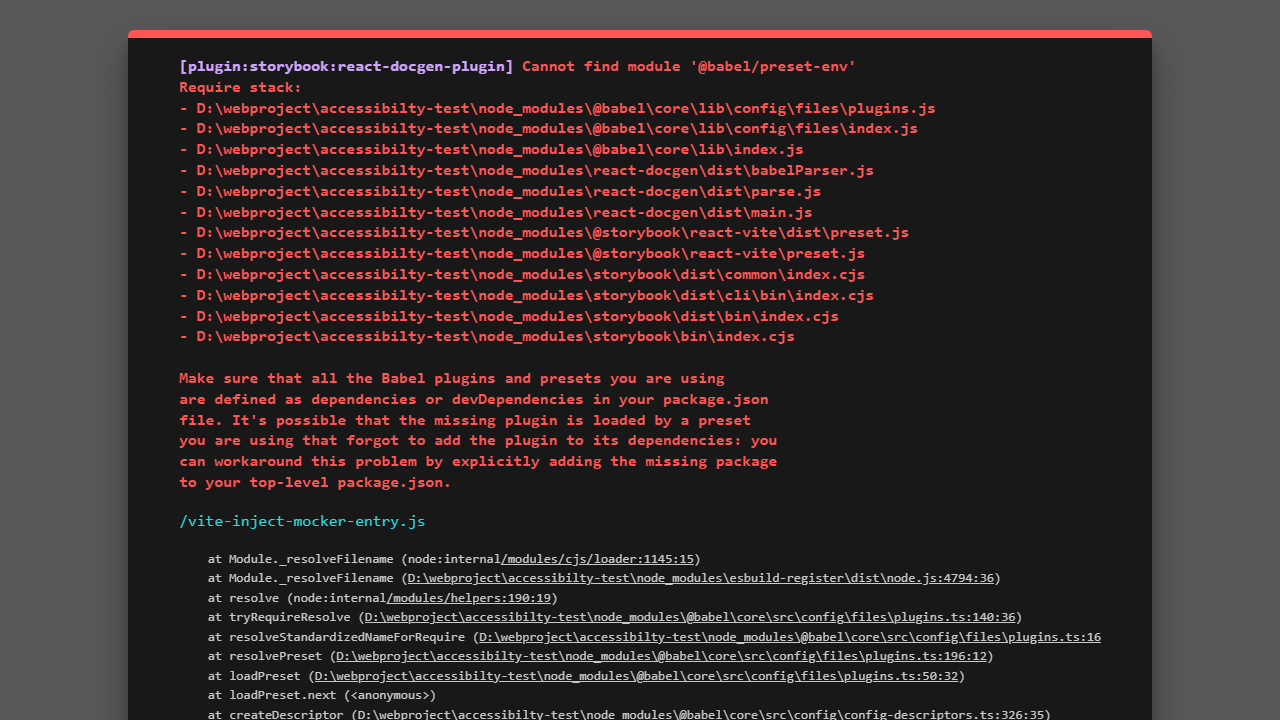 [plugin:storybook:react-docgen-plugin] Cannot find module '@babel/preset-env'
Require stack:
- D:\webproject\accessibilty-test\node_modules\@babel\core\lib\config\files\plugins.js
- D:\webproject\accessibilty-test\node_modules\@babel\core\lib\config\files\index.js
- D:\webproject\accessibilty-test\node_modules\@babel\core\lib\index.js
- D:\webproject\accessibilty-test\node_modules\react-docgen\dist\babelParser.js
- D:\webproject\accessibilty-test\node_modules\react-docgen\dist\parse.js
- D:\webproject\accessibilty-test\node_modules\react-docgen\dist\main.js
- D:\webproject\accessibilty-test\node_modules\@storybook\react-vite\dist\preset.js
- D:\webproject\accessibilty-test\node_modules\@storybook\react-vite\preset.js
- D:\webproject\accessibilty-test\node_modules\storybook\dist\common\index.cjs
- D:\webproject\accessibilty-test\node_modules\storybook\dist\cli\bin\index.cjs
- D:\webproject\accessibilty-test\node_modules\storybook\dist\bin\index.cjs
- D:\webproject\accessibilty-test\node_modules\storybook\bin\index.cjs
Make sure that all the Babel plugins and presets you are using
are defined as dependencies or devDependencies in your package.json
file. It's possible that the missing plugin is loaded by a preset
you are using that forgot to add the plugin to its dependencies: you
can workaround this problem by explicitly adding the missing package
to your top-level package.json.
/vite-inject-mocker-entry.js
at Module._resolveFilename (node:internal/modules/cjs/loader:1145:15)
at Module._resolveFilename (D:\webproject\accessibilty-test\node_modules\esbuild-register\dist\node.js:4794:36)
at resolve (node:internal/modules/helpers:190:19)
at tryRequireResolve (D:\webproject\accessibilty-test\node_modules\@babel\core\src\config\files\plugins.ts:140:36)
at resolveStandardizedNameForRequire (D:\webproject\accessibilty-test\node_modules\@babel\core\src\config\files\plugins.ts:16
at resolvePreset (D:\webproject\accessibilty-test\node_modules\@babel\core\src\config\files\plugins.ts:196:12)
at loadPreset (D:\webproject\accessibilty-test\node_modules\@babel\core\src\config\files\plugins.ts:50:32)
at loadPreset.next (<anonymous>)
at createDescriptor (D:\webproject\accessibilty-test\node_modules\@babel\core\src\config\config-descriptors.ts:326:35)